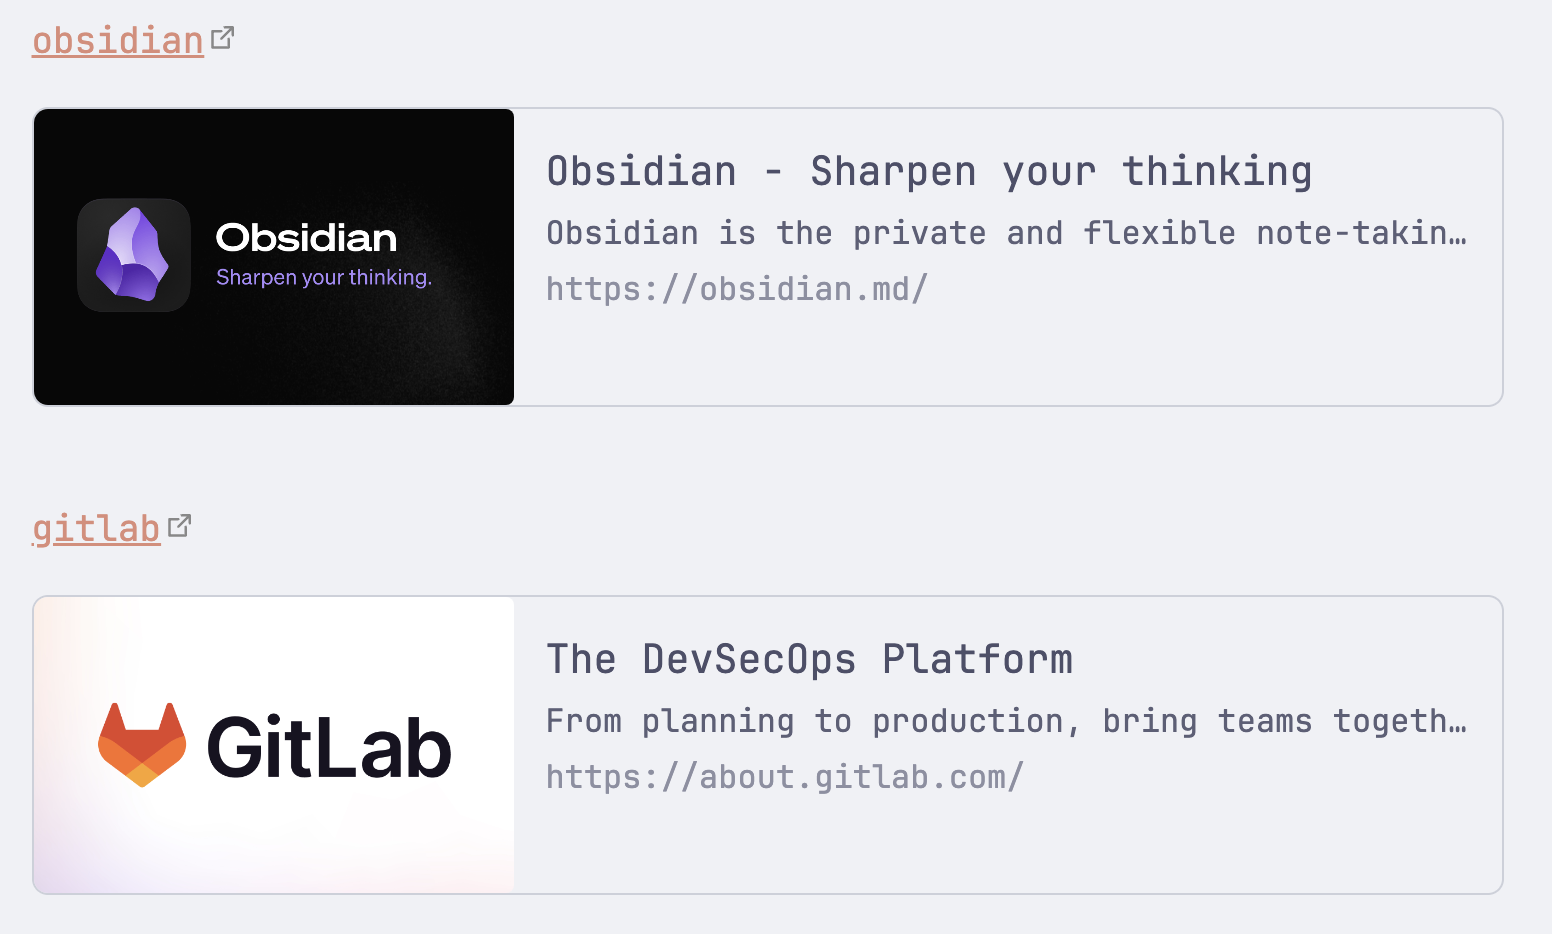 obsidian
Obsidian
Sharpen your thinking.
Obsidian - Sharpen your thinking
Obsidian is the private and flexible note-takin…
https://obsidian.md/
gitlab
GitLab
The DevSecOps Platform
From planning to production, bring teams togeth…
https://about.gitlab.com/